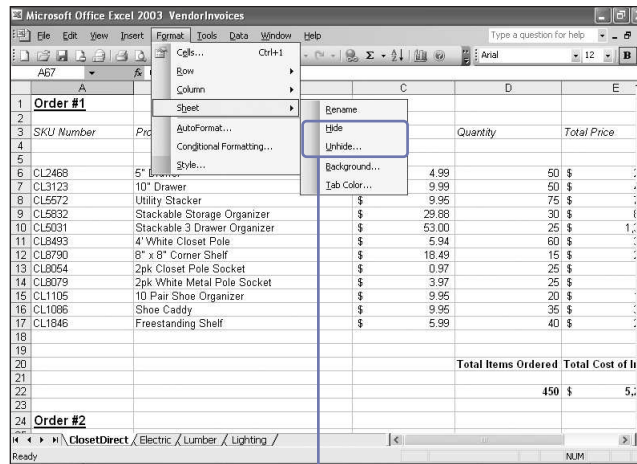 Microsoft Office Excel 2003 VendorInvoices
File Edit View Insert Format Tools Data Window Help Type a question for help
Arial 12 B
A67 fx
Cells... Ctrl+1
Row
Column
Sheet
AutoFormat...
Conditional Formatting...
Style...
Rename
Hide
Unhide...
Background...
Tab Color...
A C D E
1 Order #1
2
3 SKU Number Quantity Total Price
4
5
6 CL2468 5" 4.99 50 $
7 CL3123 10" Drawer 9.99 50 $
8 CL5572 Utility Stacker $ 9.95 75 $
9 CL5832 Stackable Storage Organizer $ 29.88 30 $
10 CL5031 Stackable 3 Drawer Organizer $ 53.00 25 $ 1,
11 CL8493 4' White Closet Pole $ 5.94 60 $
12 CL8790 8" x 8" Corner Shelf $ 18.49 15 $
13 CL8054 2pk Closet Pole Socket $ 0.97 25 $
14 CL8079 2pk White Metal Pole Socket $ 3.97 25 $
15 CL1105 10 Pair Shoe Organizer $ 9.95 20 $
16 CL1086 Shoe Caddy $ 9.95 35 $
17 CL1846 Freestanding Shelf $ 5.99 40 $
18
19
20 Total Items Ordered Total Cost of
21
22 450 $ 5,
23
24 Order #2
ClosetDirect Electric Lumber Lighting
Ready NUM